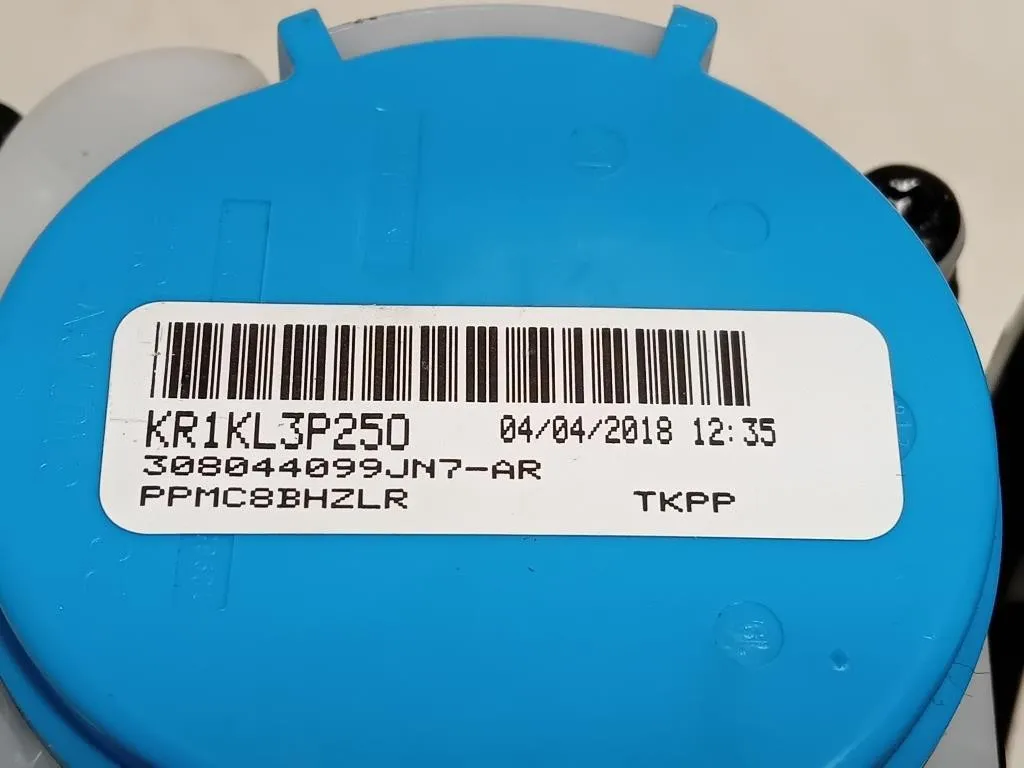 KR1KL3P250 04/04/2018 12:35
308044099JN7-AR
PPMC8BHZLR TKPP